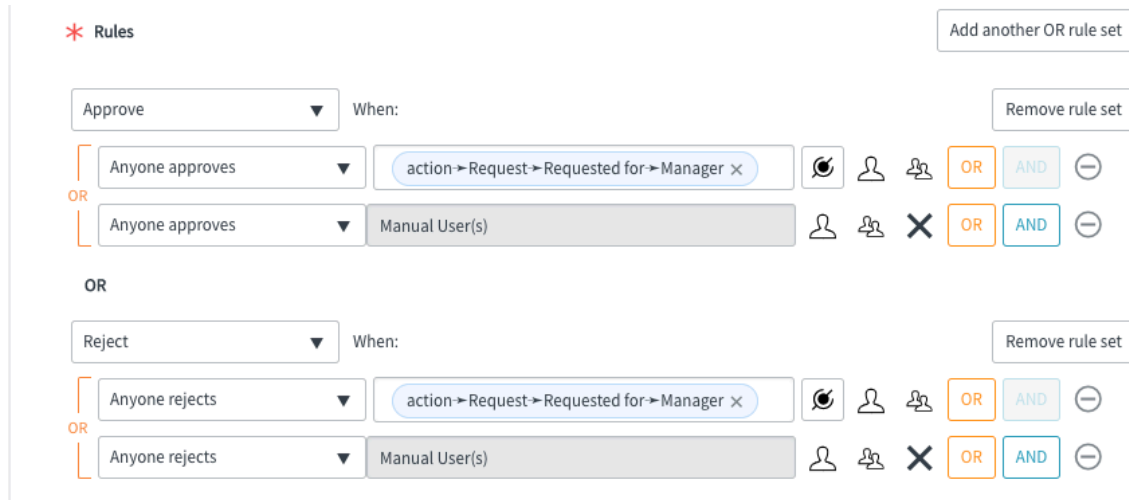 * Rules
Add another OR rule set
Approve ▼ When: Remove rule set
Anyone approves ▼ action➛Request➛Requested for➛Manager × OR AND
OR
Anyone approves ▼ Manual User(s) OR AND
OR
Reject ▼ When: Remove rule set
Anyone rejects ▼ action➛Request➛Requested for➛Manager × OR AND
OR
Anyone rejects ▼ Manual User(s) OR AND